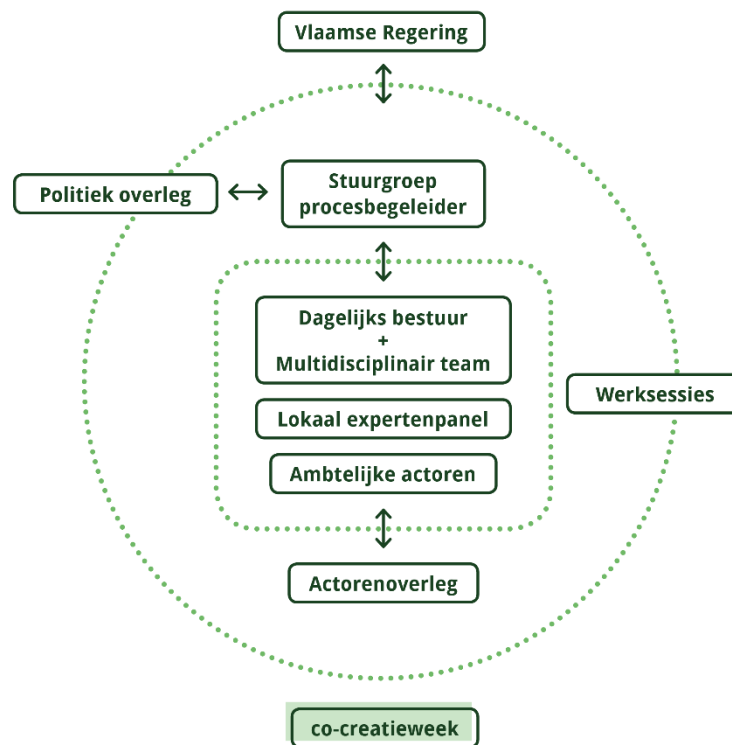 Vlaamse Regering
Politiek overleg
Stuurgroep
procesbegeleider
Dagelijks bestuur
+
Multidisciplinair team
Werksessies
Lokaal expertenpanel
Ambtelijke actoren
Actorenoverleg
co-creatieweek